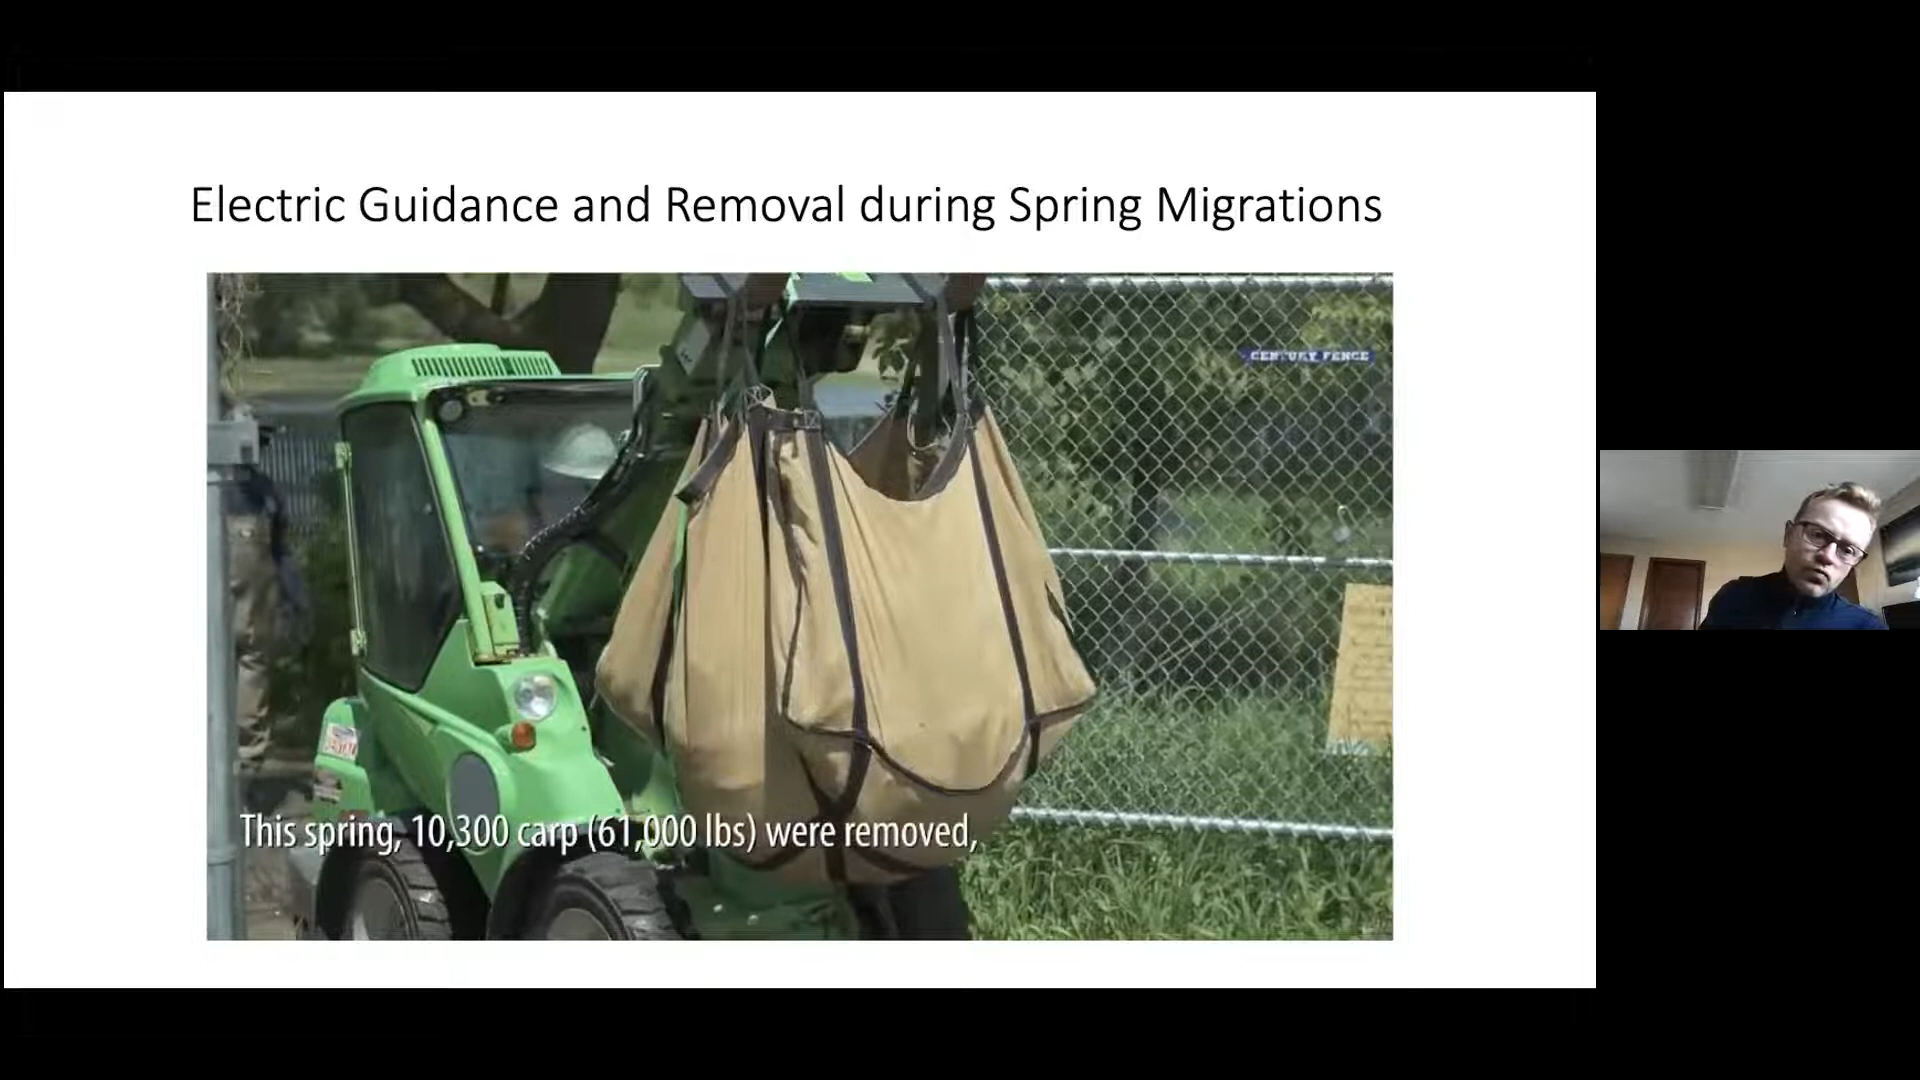 Electric Guidance and Removal during Spring Migrations
CENTURY FENCE
This spring, 10,300 carp (61,000 lbs) were removed,